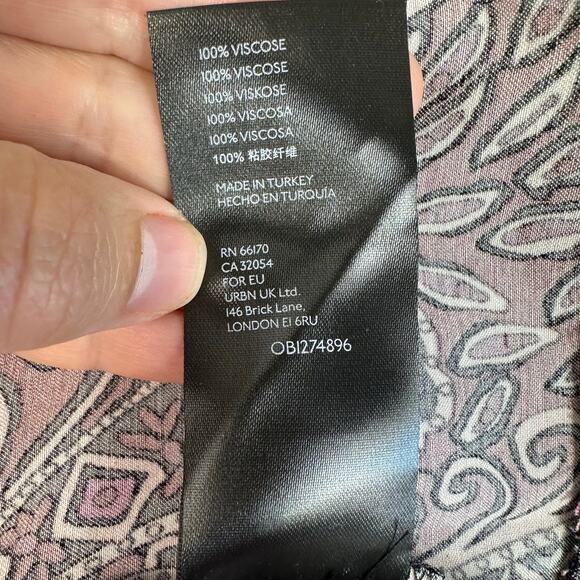 100% VISCOSE
100% VISCOSE
100% VISKOSE
100% VISCOSA
100% VISCOSA
100% 粘胶纤维
MADE IN TURKEY
HECHO EN TURQUIA
RN 66170
CA 32054
FOR EU
URBN UK Ltd.
146 Brick Lane,
LONDON E1 6RU
OB1274896